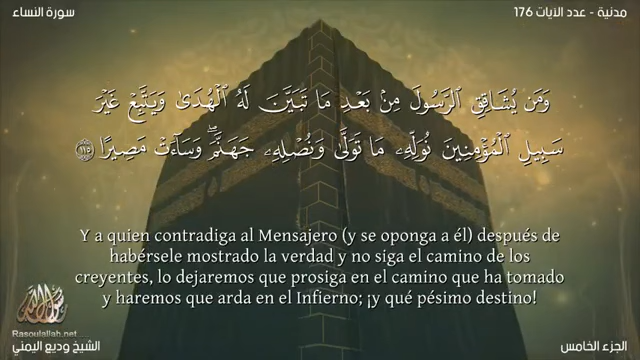 سورة النساء
مدنية - عدد الآيات 176
وَمَن يُشَاقِقِ ٱلرَّسُولَ مِنۢ بَعْدِ مَا تَبَيَّنَ لَهُ ٱلْهُدَىٰ وَيَتَّبِعْ غَيْرَ
سَبِيلِ ٱلْمُؤْمِنِينَ نُوَلِّهِۦ مَا تَوَلَّىٰ وَنُصْلِهِۦ جَهَنَّمَۖ وَسَآءَتْ مَصِيرًا ١١٥
Y a quien contradiga al Mensajero (y se oponga a él) después de
habérsele mostrado la verdad y no siga el camino de los
creyentes, lo dejaremos que prosiga en el camino que ha tomado
y haremos que arda en el Infierno; ¡y qué pésimo destino!
Rasoulallah.net
الشيخ وديع اليمني
الجزء الخامس